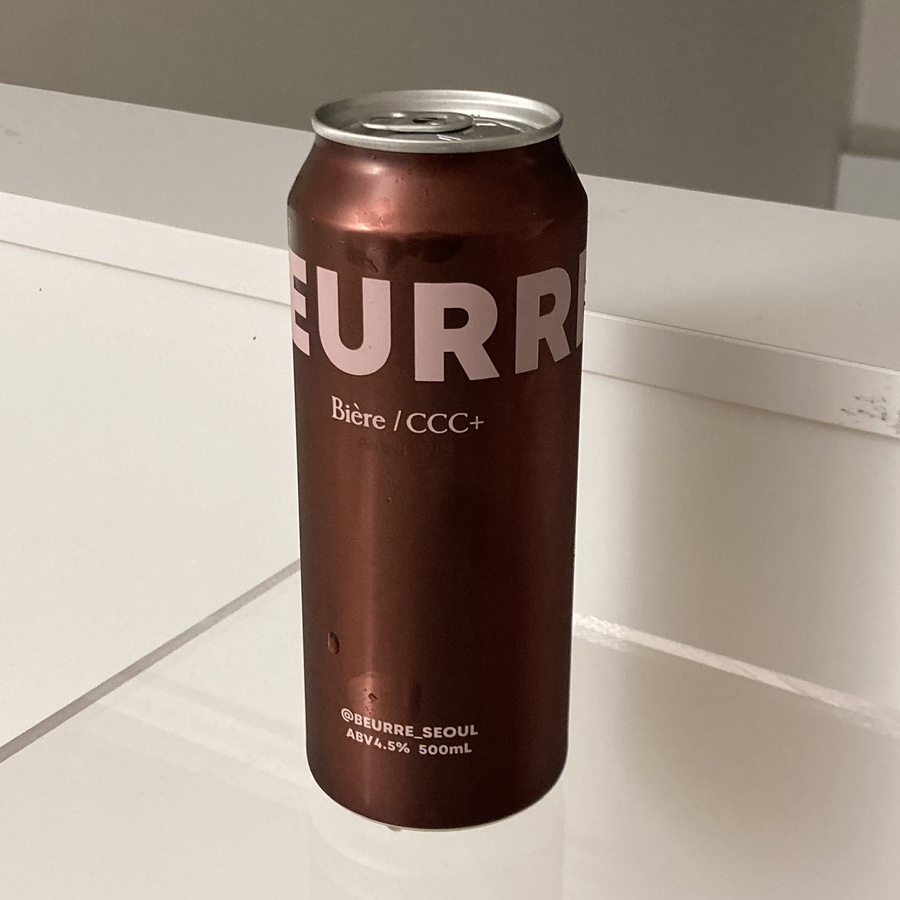 EURR
Bière / CCC+
@BEURRE_SEOUL
ABV4.5% 500mL